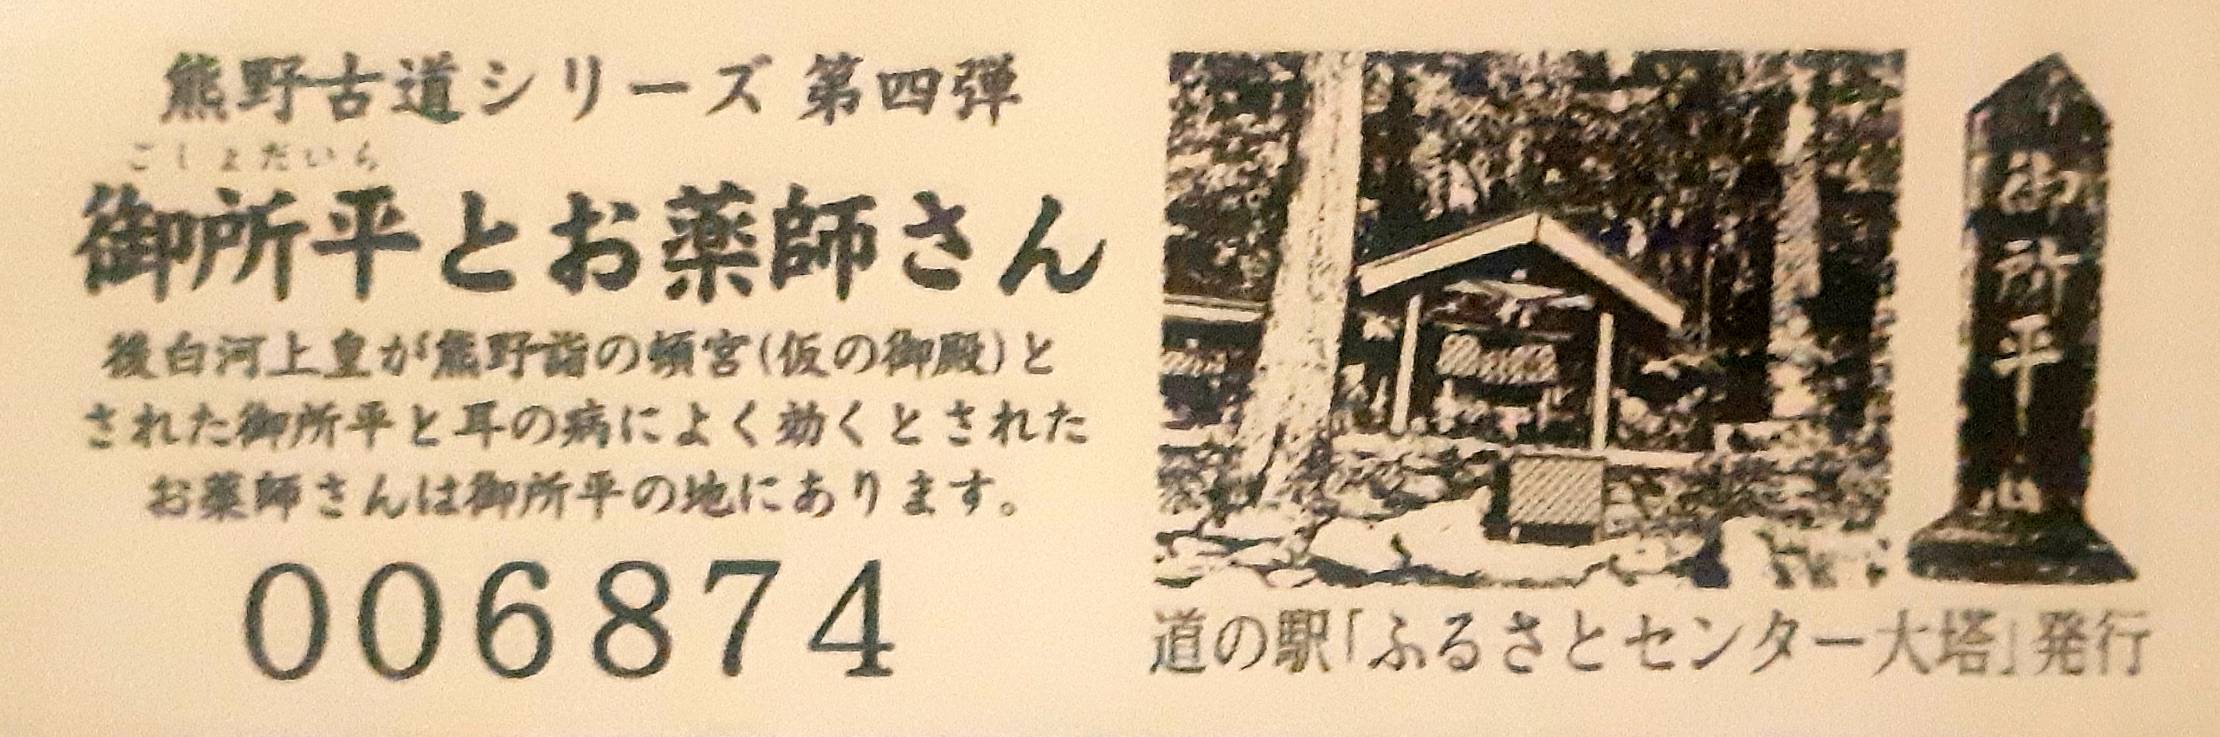 熊野古道シリーズ 第四弾
ごしょだいら
御所平とお薬師さん
後白河上皇が熊野詣の頓宮(仮の御殿)と
された御所平と耳の病によく効くとされた
お薬師さんは御所平の地にあります。
006874
御所平
道の駅「ふるさとセンター大塔」発行